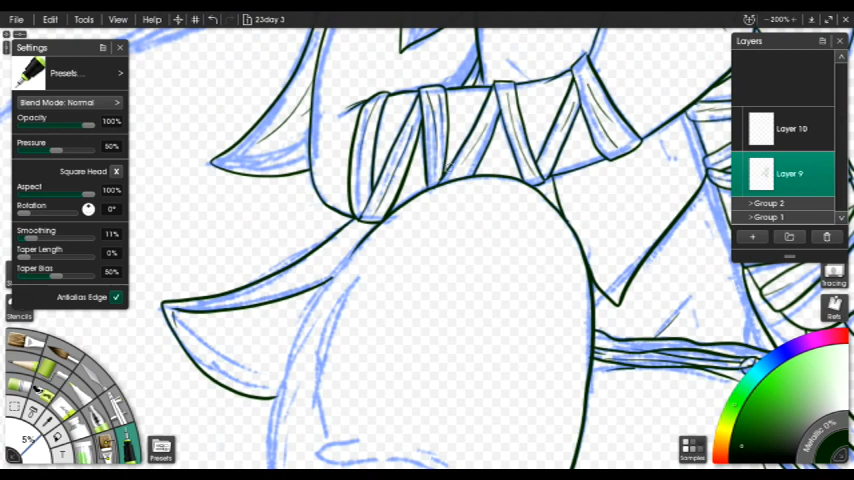 File Edit Tools View Help 23day 3 200%
Settings
Presets...
Blend Mode: Normal >
Opacity 100%
Pressure 50%
Square Head X
Aspect 100%
Rotation 0°
Smoothing 11%
Taper Length 0%
Taper Bias 50%
Antialias Edge
Stencils
5%
T
Presets
Layers
Layer 10
Layer 9
>Group 2
>Group 1
Tracing
Refs
Samples
Metallic 0%